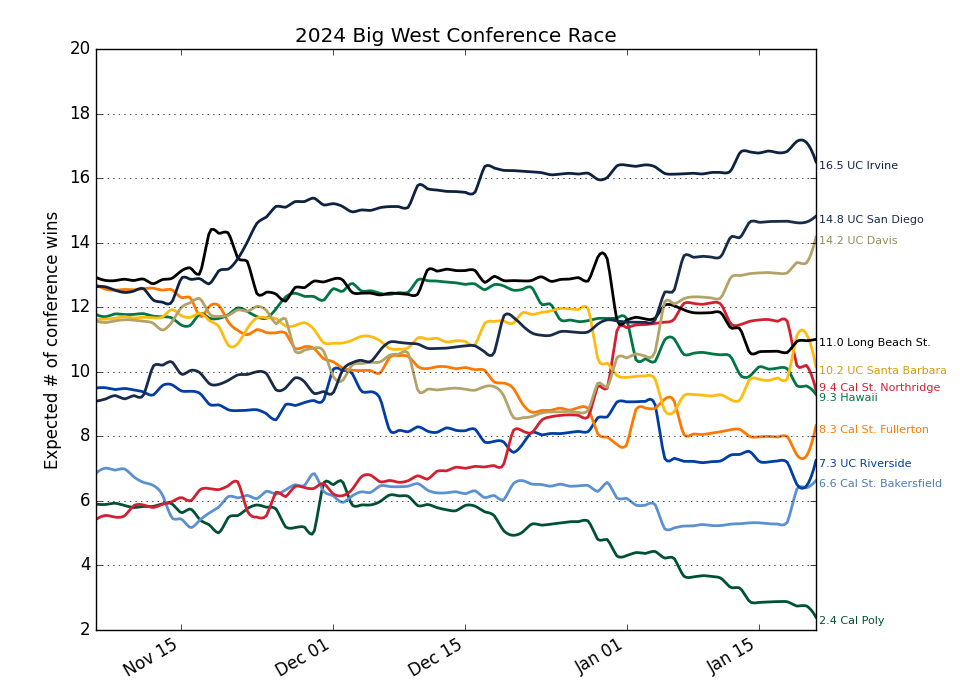 2024 Big West Conference Race
Expected # of conference wins
20
18
16
14
12
10
8
6
4
2
Nov 15
Dec 01
Dec 15
Jan 01
Jan 15
16.5 UC Irvine
14.8 UC San Diego
14.2 UC Davis
11.0 Long Beach St.
10.2 UC Santa Barbara
9.4 Cal St. Northridge
9.3 Hawaii
8.3 Cal St. Fullerton
7.3 UC Riverside
6.6 Cal St. Bakersfield
2.4 Cal Poly